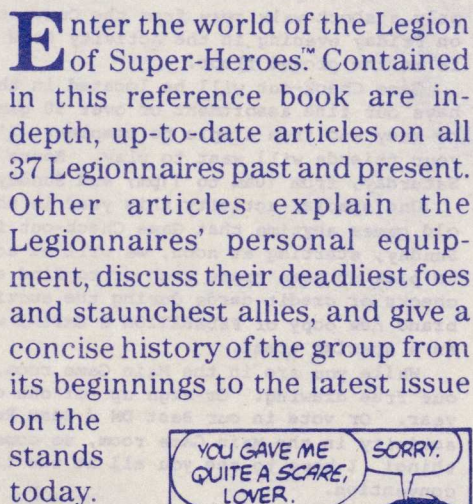 Enter the world of the Legion
of Super-Heroes.™ Contained
in this reference book are in-
depth, up-to-date articles on all
37 Legionnaires past and present.
Other articles explain the
Legionnaires' personal equip-
ment, discuss their deadliest foes
and staunchest allies, and give a
concise history of the group from
its beginnings to the latest issue
on the
stands
today.
YOU GAVE ME
QUITE A SCARE,
LOVER.
SORRY.